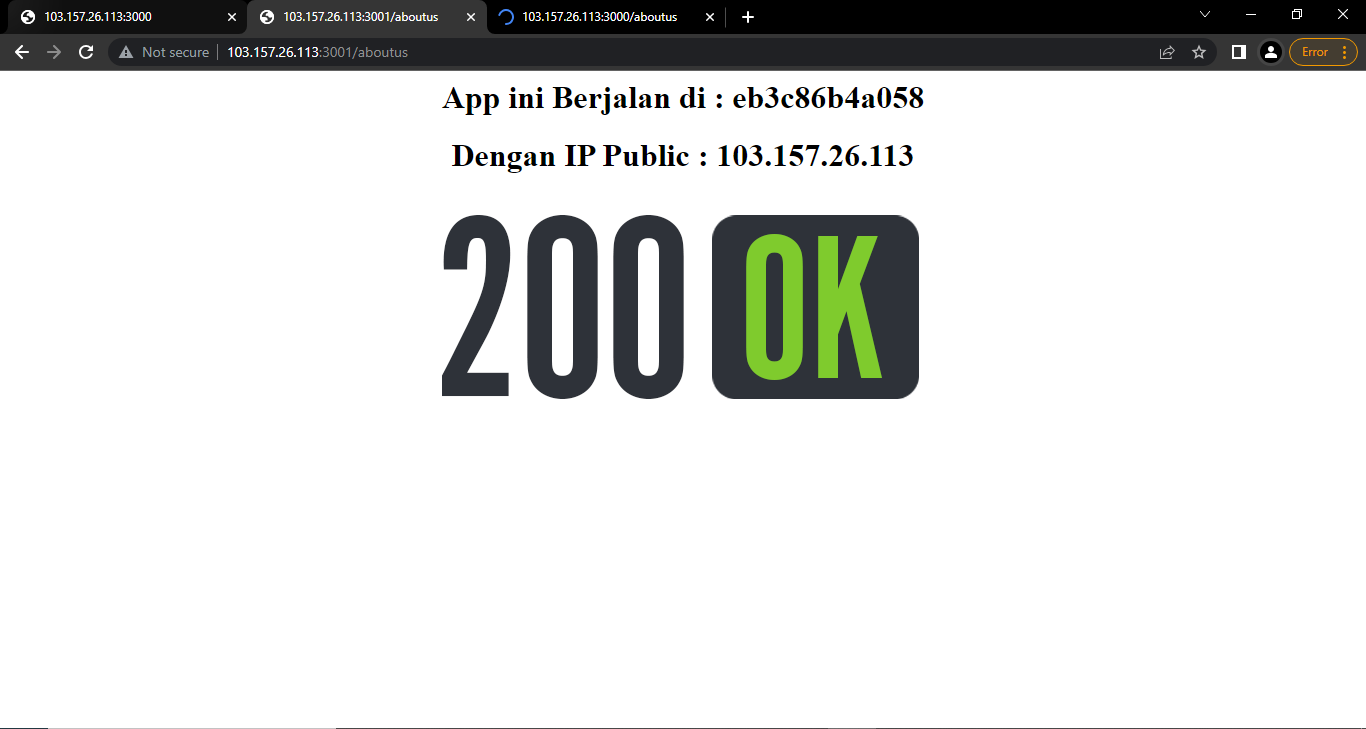 103.157.26.113:3000
103.157.26.113:3001/aboutus
103.157.26.113:3000/aboutus
Not secure
103.157.26.113:3001/aboutus
Error
App ini Berjalan di : eb3c86b4a058
Dengan IP Public : 103.157.26.113
200 OK